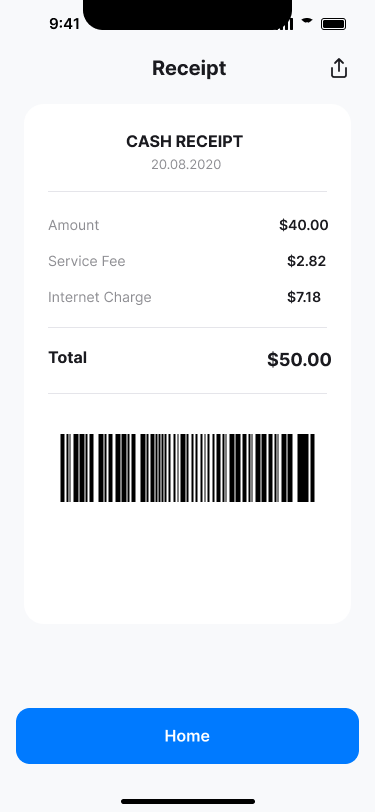 9:41
Receipt
CASH RECEIPT
20.08.2020
Amount $40.00
Service Fee $2.82
Internet Charge $7.18
Total $50.00
Home